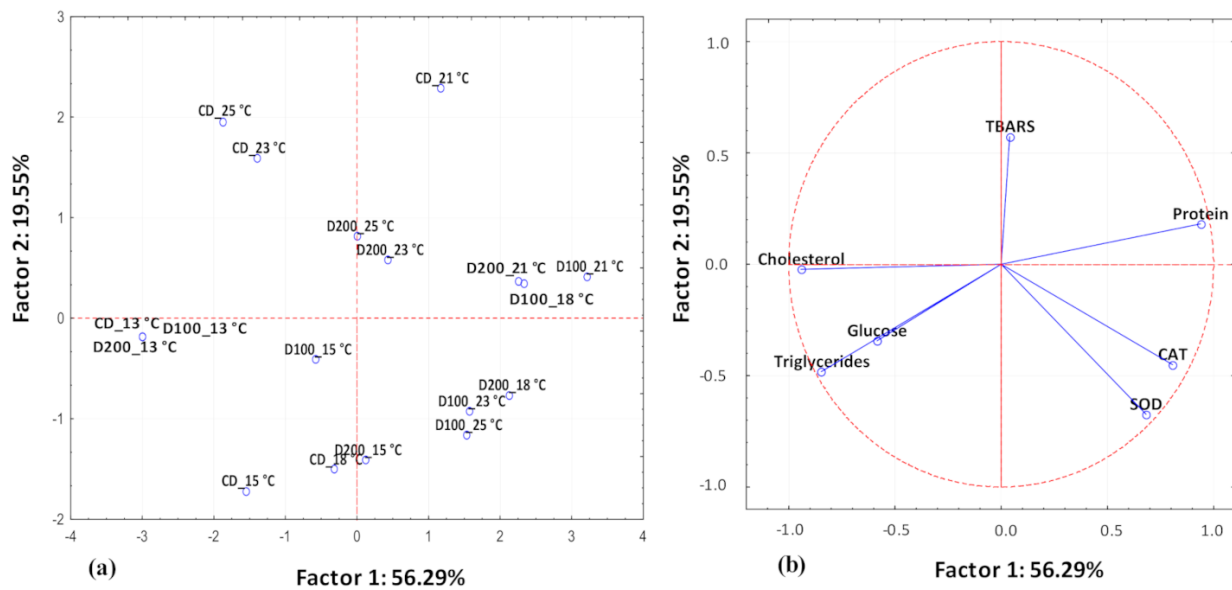 3
2
1
0
-1
-2
-4
-3
-2
-1
0
1
2
3
4
Factor 2: 19.55%
Factor 1: 56.29%
(a)
CD_21 °C
CD_25 °C
CD_23 °C
D200_25 °C
D200_23 °C
D200_21 °C
D100_21 °C
D100_18 °C
CD_13 °C
D100_13 °C
D200_13 °C
D100_15 °C
D200_18 °C
D100_23 °C
D100_25 °C
D200_15 °C
CD_18 °C
CD_15 °C
1.0
0.5
0.0
-0.5
-1.0
-1.0
-0.5
0.0
0.5
1.0
Factor 2: 19.55%
Factor 1: 56.29%
(b)
TBARS
Protein
Cholesterol
Glucose
Triglycerides
CAT
SOD